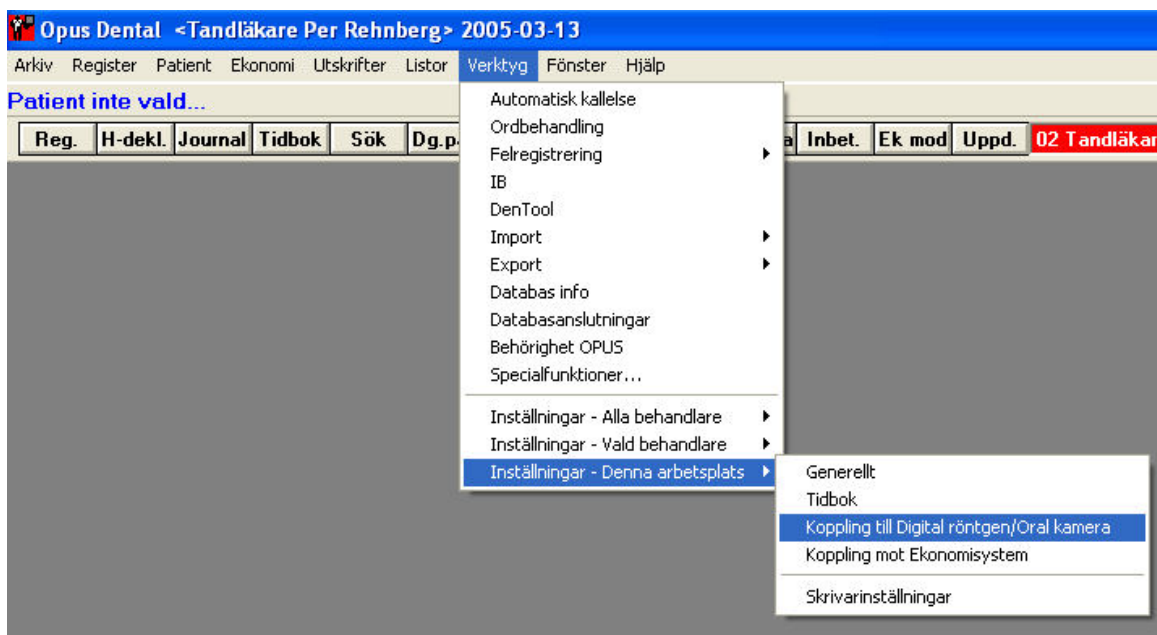 Opus Dental <Tandläkare Per Rehnberg> 2005-03-13
Arkiv Register Patient Ekonomi Utskrifter Listor Verktyg Fönster Hjälp
Patient inte vald...
Reg. H-dekl. Journal Tidbok Sök Inbet. Ek mod Uppd. 02
Automatisk kallelse
Ordbehandling
Felregistrering
IB
DenTool
Import
Export
Databas info
Databasanslutningar
Behörighet OPUS
Specialfunktioner...
Inställningar - Alla behandlare
Inställningar - Vald behandlare
Inställningar - Denna arbetsplats
Generellt
Tidbok
Koppling till Digital röntgen/Oral kamera
Koppling mot Ekonomisystem
Skrivarinställningar